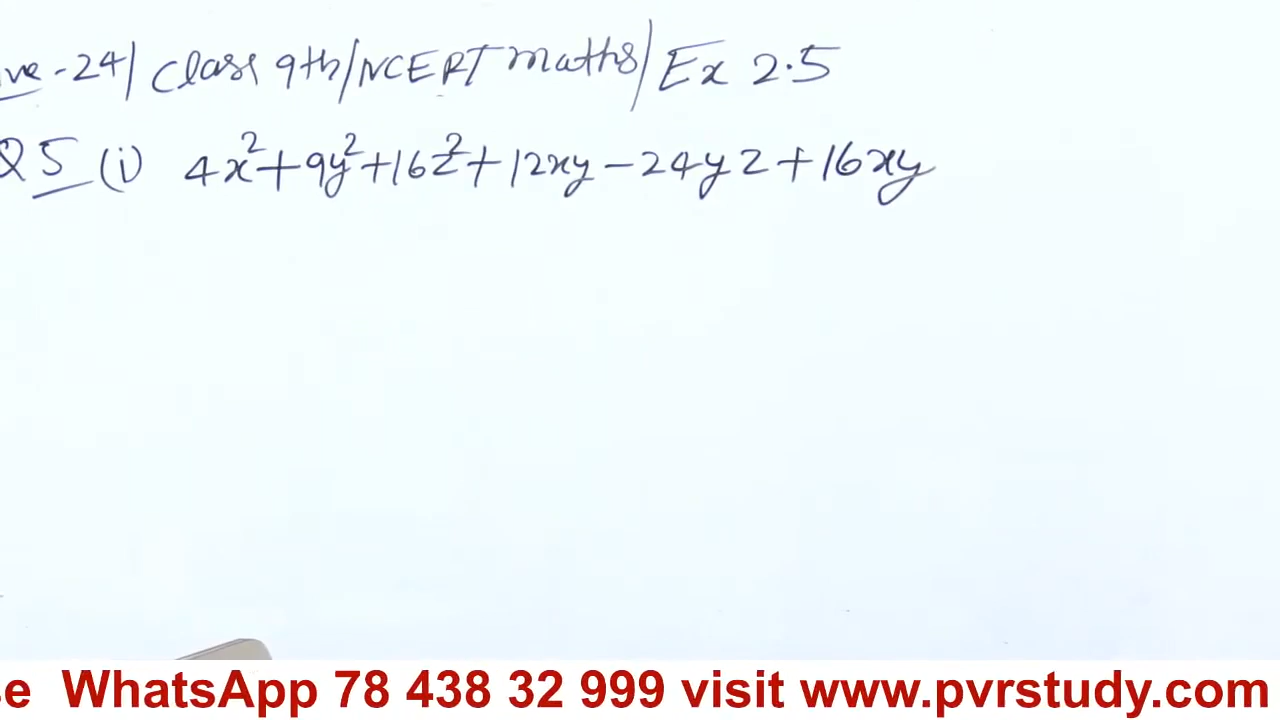 -24/ Class 9th/NCERT maths/ Ex 2.5
Q5 (i) 4x²+9y²+16z²+12xy-24yz+16xy
WhatsApp 78 438 32 999 visit www.pvrstudy.com